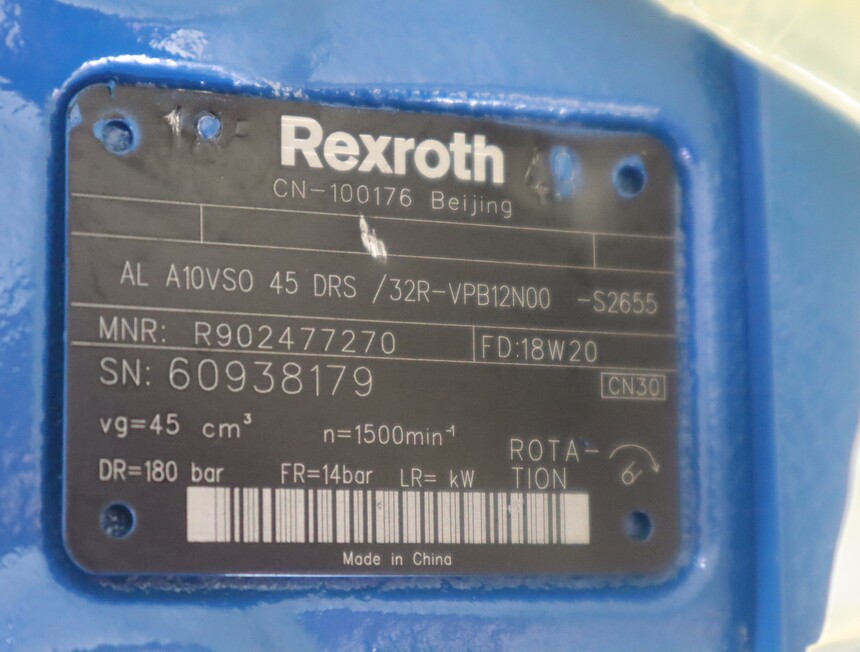 Rexroth
CN-100176 Beijing
AL A10VSO 45 DRS /32R-VPB12N00 -S2655
MNR: R902477270
FD:18W20
SN: 60938179
CN30
vg=45 cm³
n=1500min⁻¹
ROTA-
TION
DR=180 bar
FR=14bar
LR= kW
Made in China